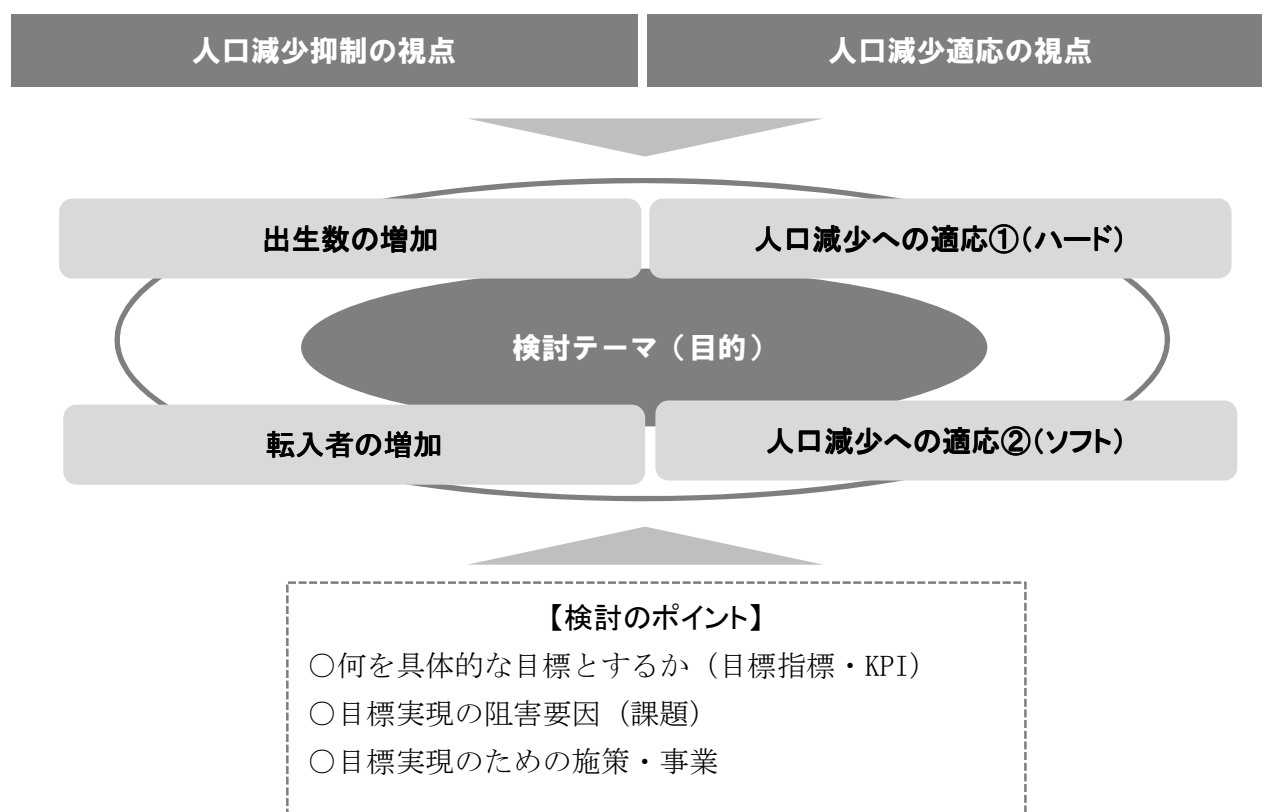 人口減少抑制の視点
人口減少適応の視点
出生数の増加
人口減少への適応①(ハード)
検討テーマ（目的）
転入者の増加
人口減少への適応②(ソフト)
【検討のポイント】
○何を具体的な目標とするか（目標指標・KPI）
○目標実現の阻害要因（課題）
○目標実現のための施策・事業